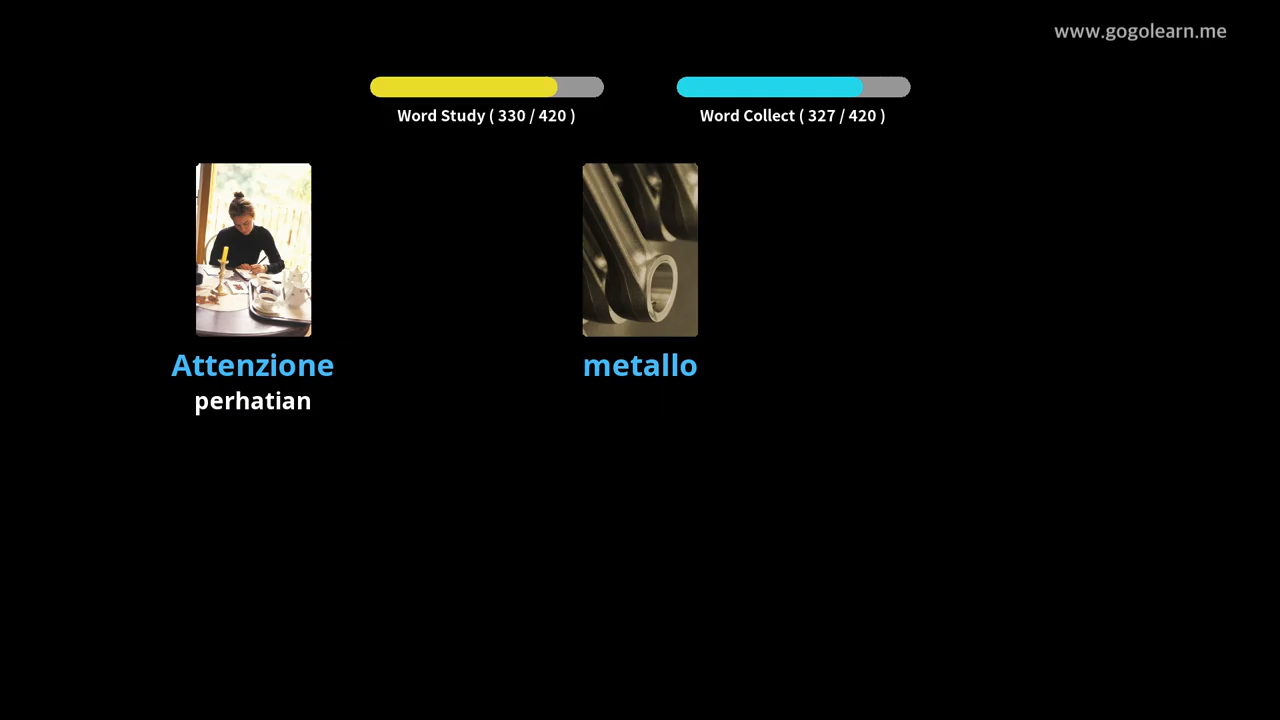 www.gogolearn.me
Word Study ( 330 / 420 )
Word Collect ( 327 / 420 )
Attenzione
perhatian
metallo